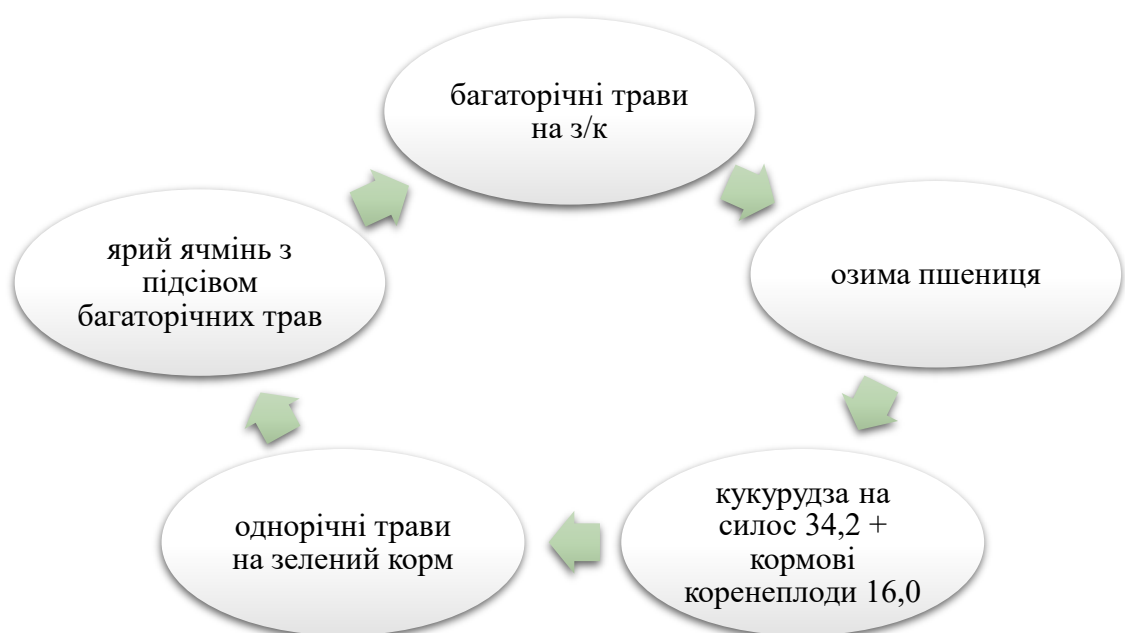 багаторічні трави
на з/к
озима пшениця
кукурудза на
силос 34,2 +
кормові
коренеплоди 16,0
однорічні трави
на зелений корм
ярий ячмінь з
підсівом
багаторічних трав